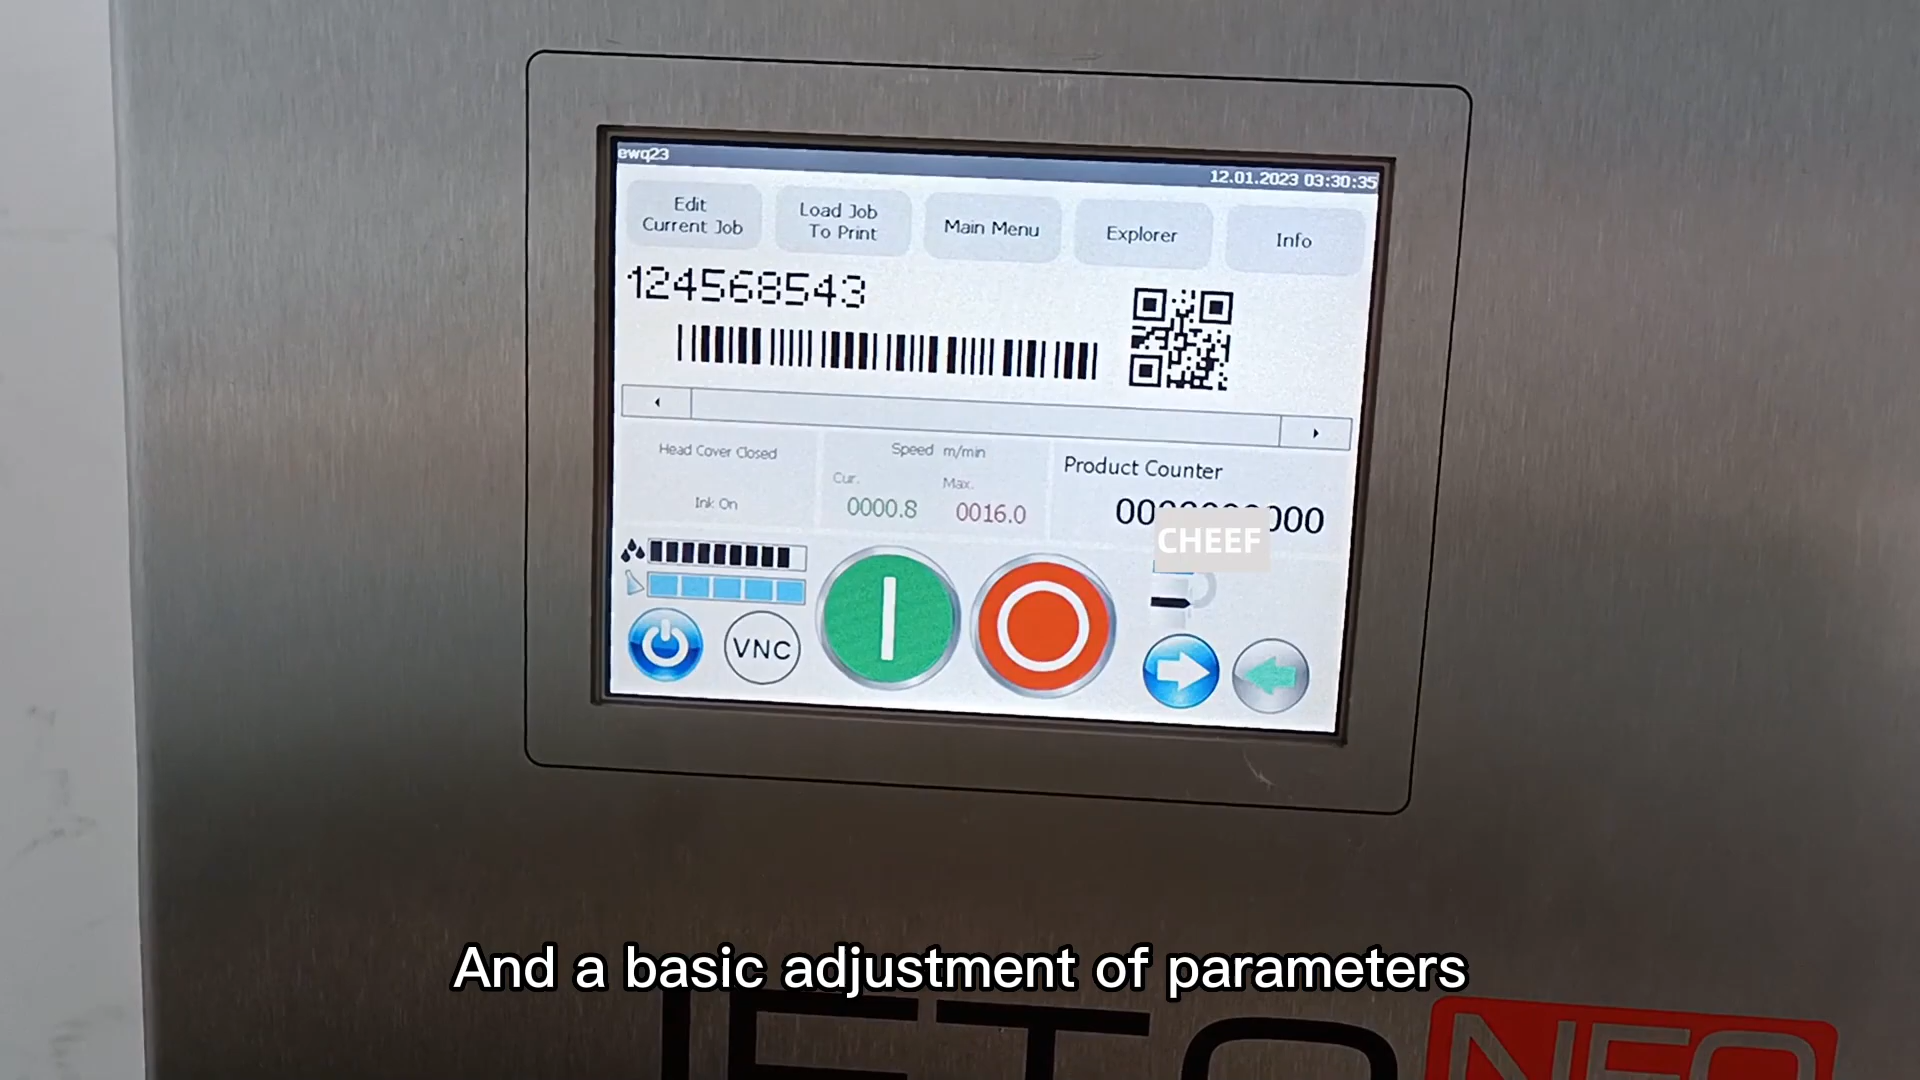 ewq23
12.01.2023 03:30:35
Edit
Current Job
Load Job
To Print
Main Menu
Explorer
Info
124568543
Head Cover Closed
Ink On
Speed m/min
Cur.
Max.
0000.8
0016.0
Product Counter
CHEEF
VNC
And a basic adjustment of parameters
NEO